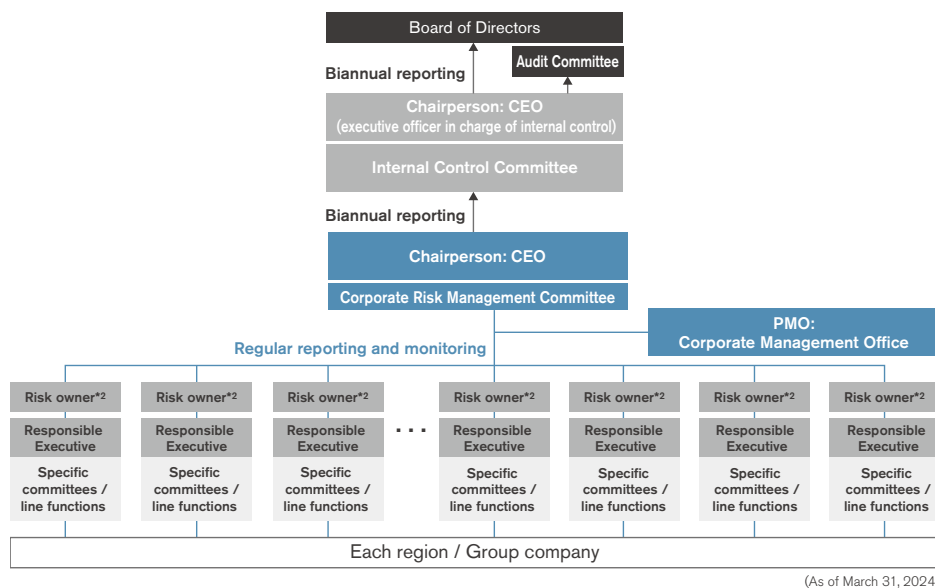 Board of Directors
Audit Committee
Biannual reporting
Chairperson: CEO
(executive officer in charge of internal control)
Internal Control Committee
Biannual reporting
Chairperson: CEO
Corporate Risk Management Committee
PMO:
Corporate Management Office
Regular reporting and monitoring
Risk owner*2 Risk owner*2 Risk owner*2 Risk owner*2 Risk owner*2 Risk owner*2 Risk owner*2
Responsible Responsible Responsible Responsible Responsible Responsible Responsible
Executive Executive Executive ... Executive Executive Executive Executive
Specific Specific Specific Specific Specific Specific Specific
committees / committees / committees / committees / committees / committees / committees /
line functions line functions line functions line functions line functions line functions line functions
Each region / Group company
(As of March 31, 2024